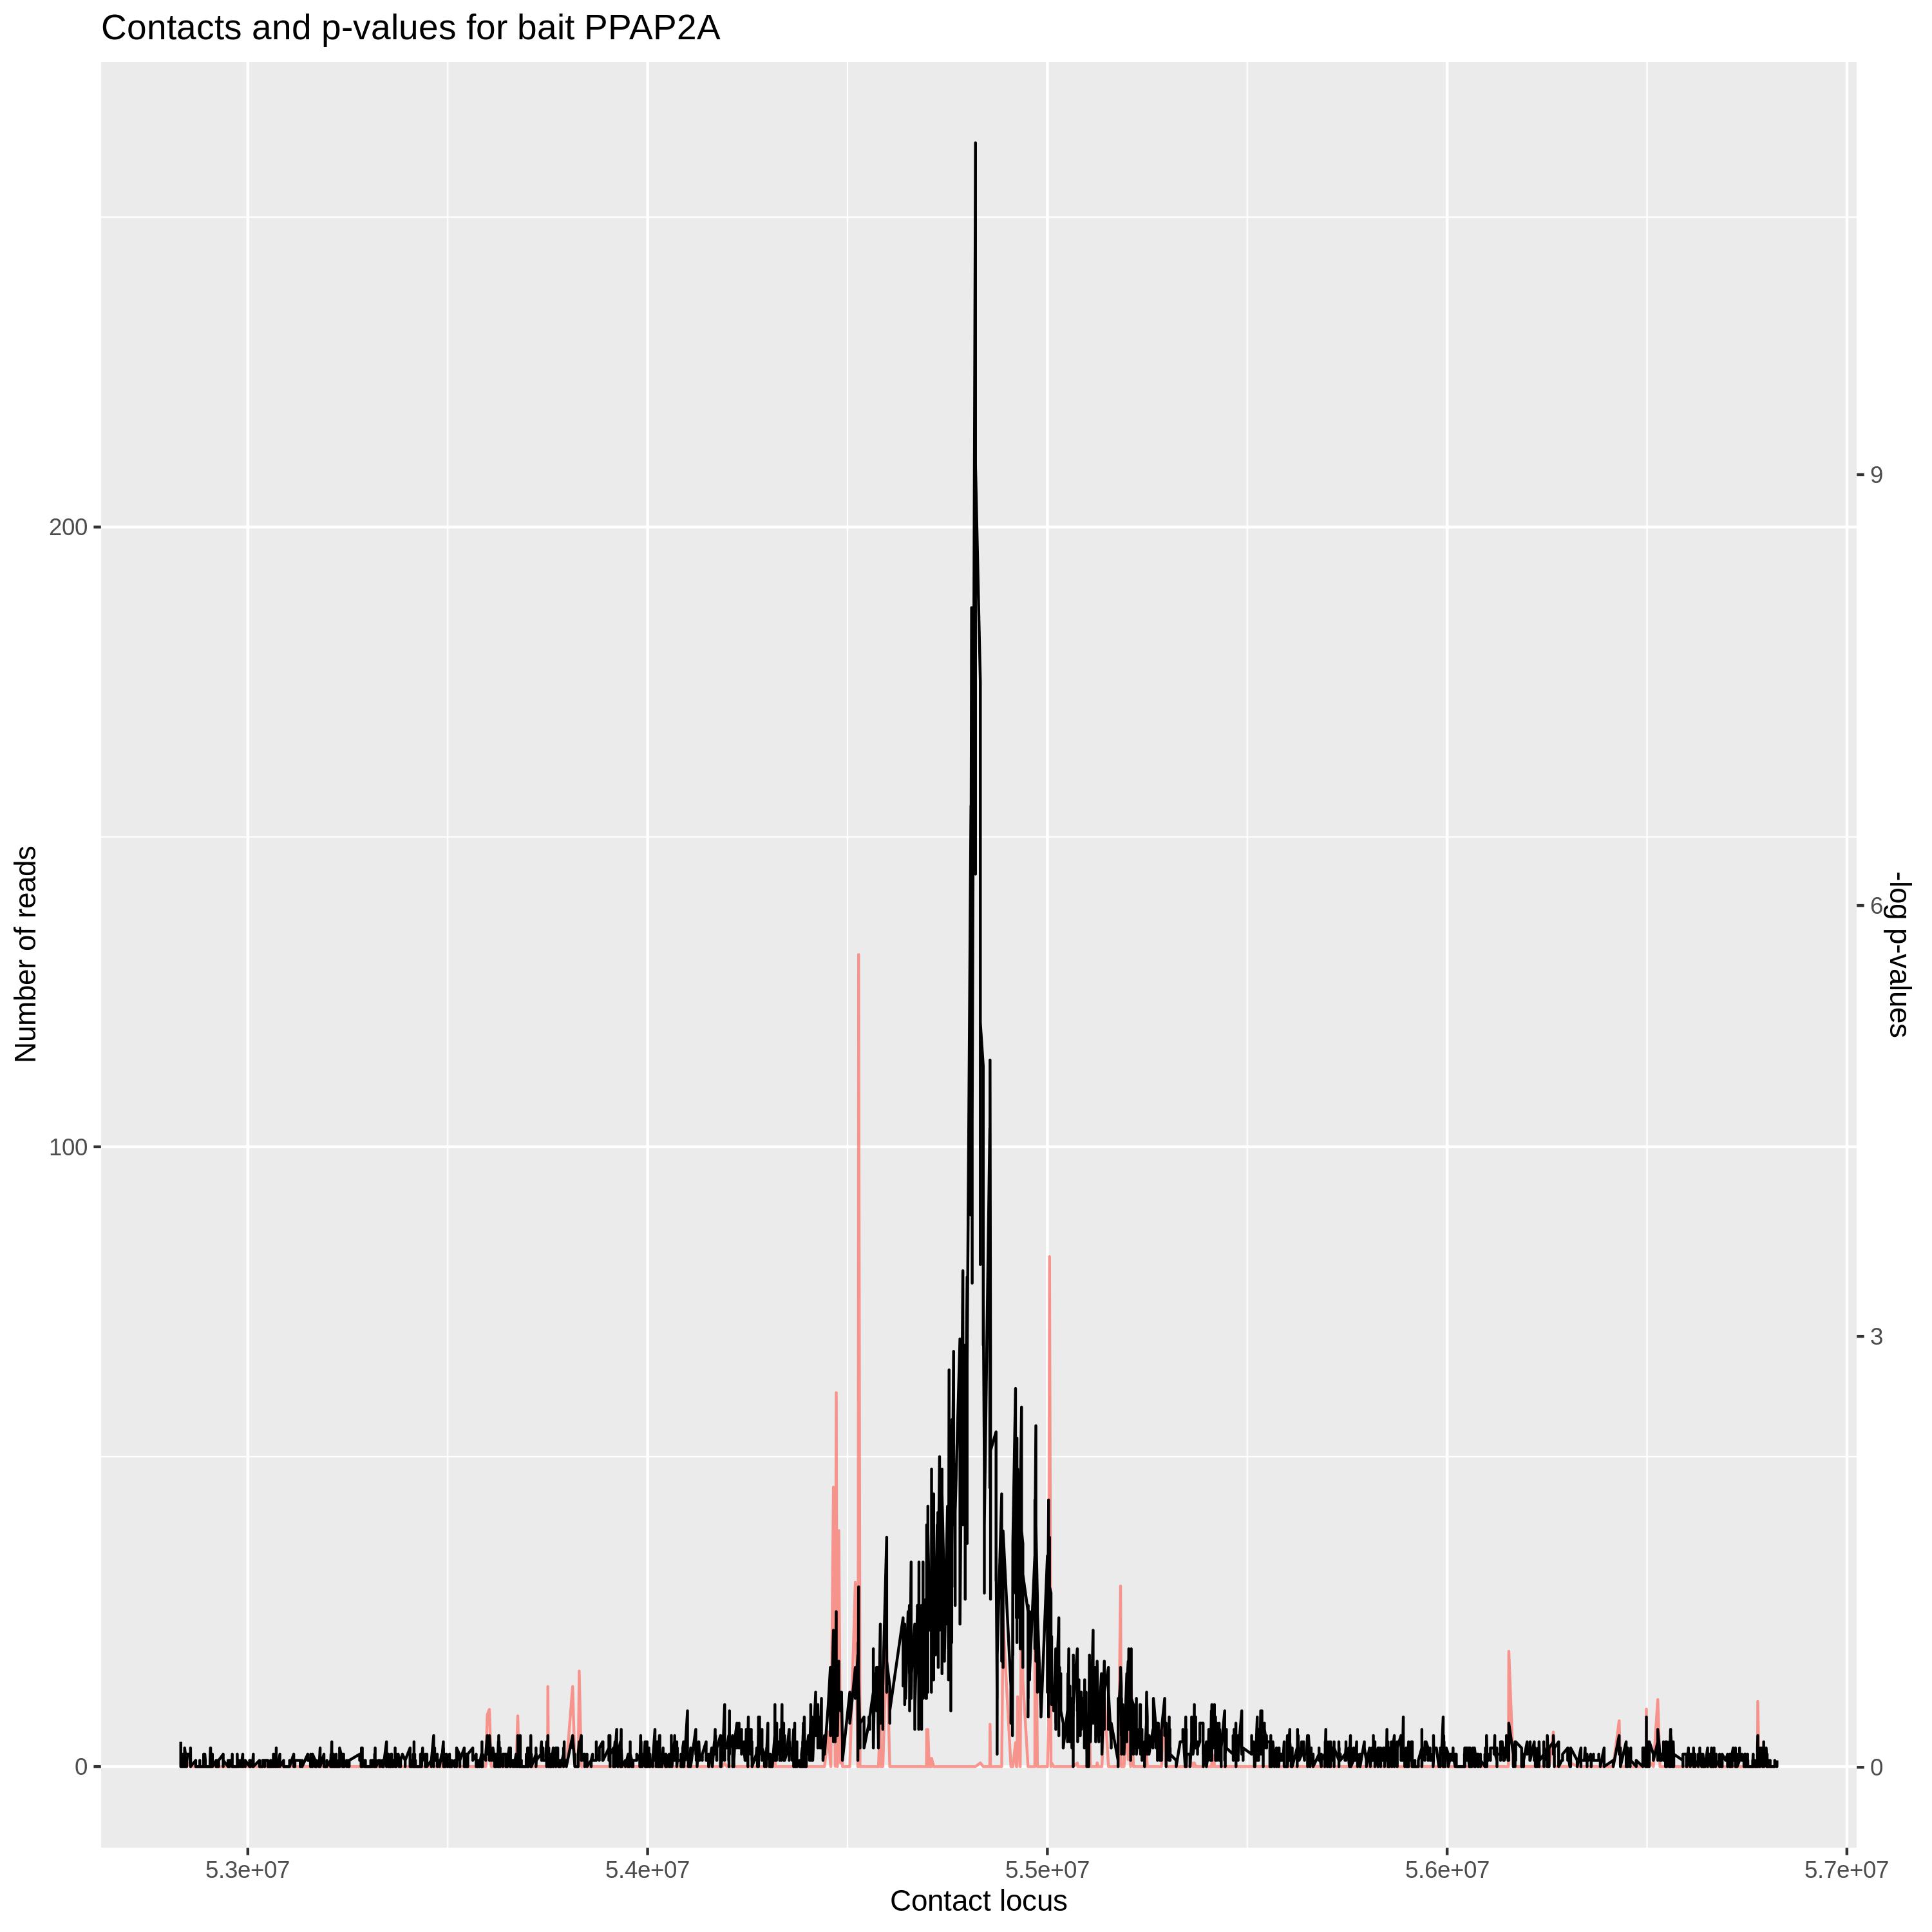 Contacts and p-values for bait PPAP2A
Number of reads
200
100
0
9
6
3
0
-log p-values
5.3e+07 5.4e+07 5.5e+07 5.6e+07 5.7e+07
Contact locus